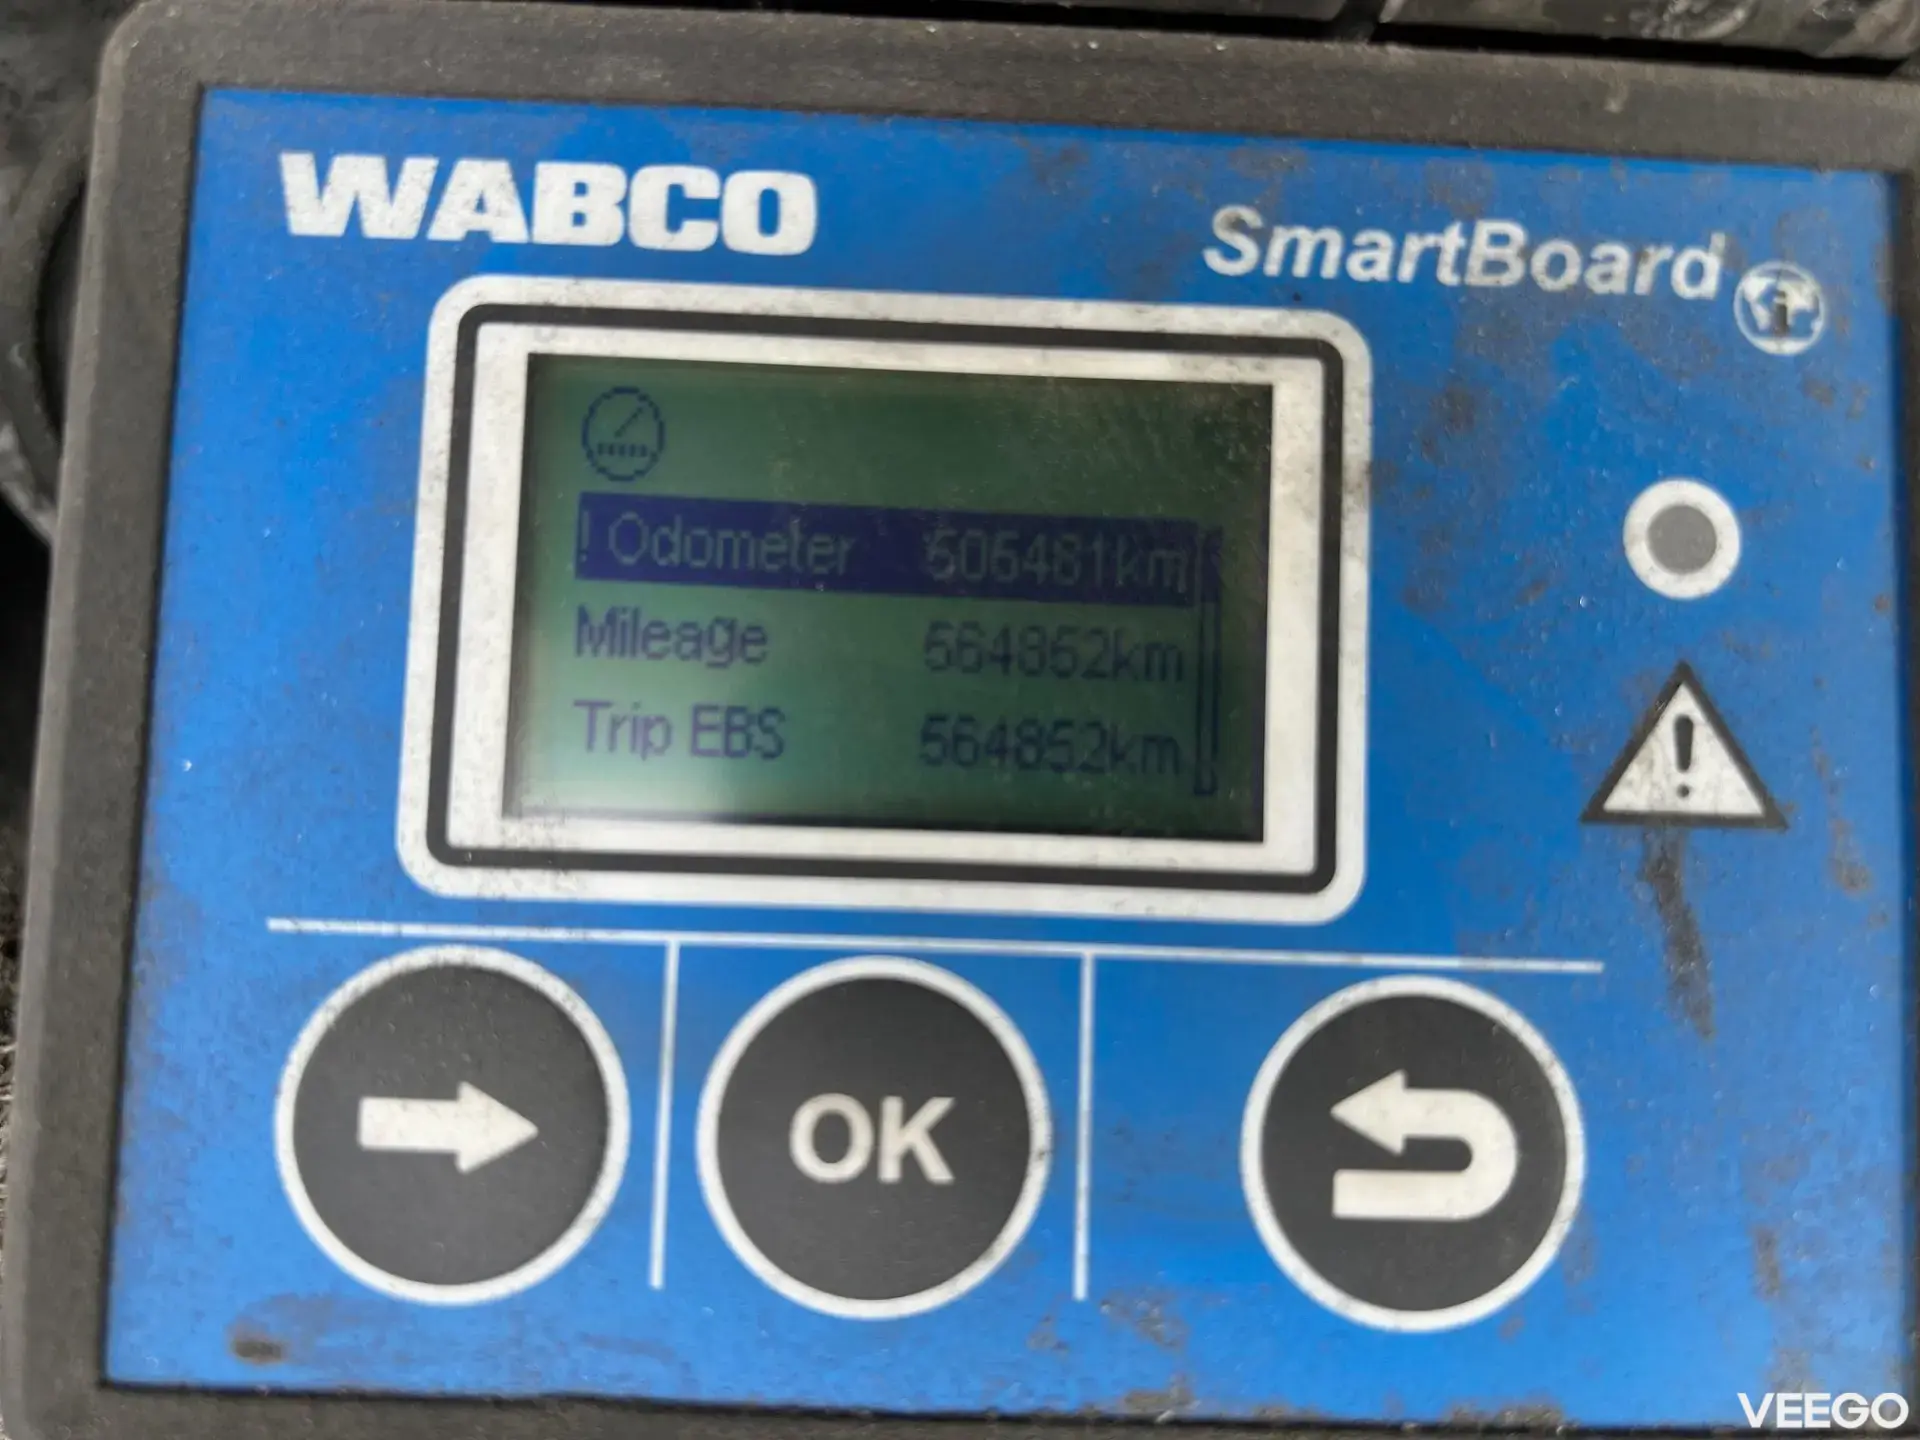 WABCO
SmartBoard
! Odometer 606481km
Mileage 564852km
Trip EBS 564852km
OK
VEEGO